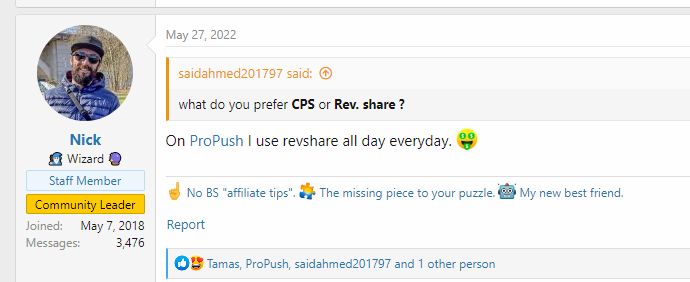 May 27, 2022
saidahmed201797 said:
what do you prefer CPS or Rev. share ?
On ProPush I use revshare all day everyday.
No BS "affiliate tips". The missing piece to your puzzle. My new best friend.
Report
Tamas, ProPush, saidahmed201797 and 1 other person
Nick
Wizard
Staff Member
Community Leader
Joined: May 7, 2018
Messages: 3,476